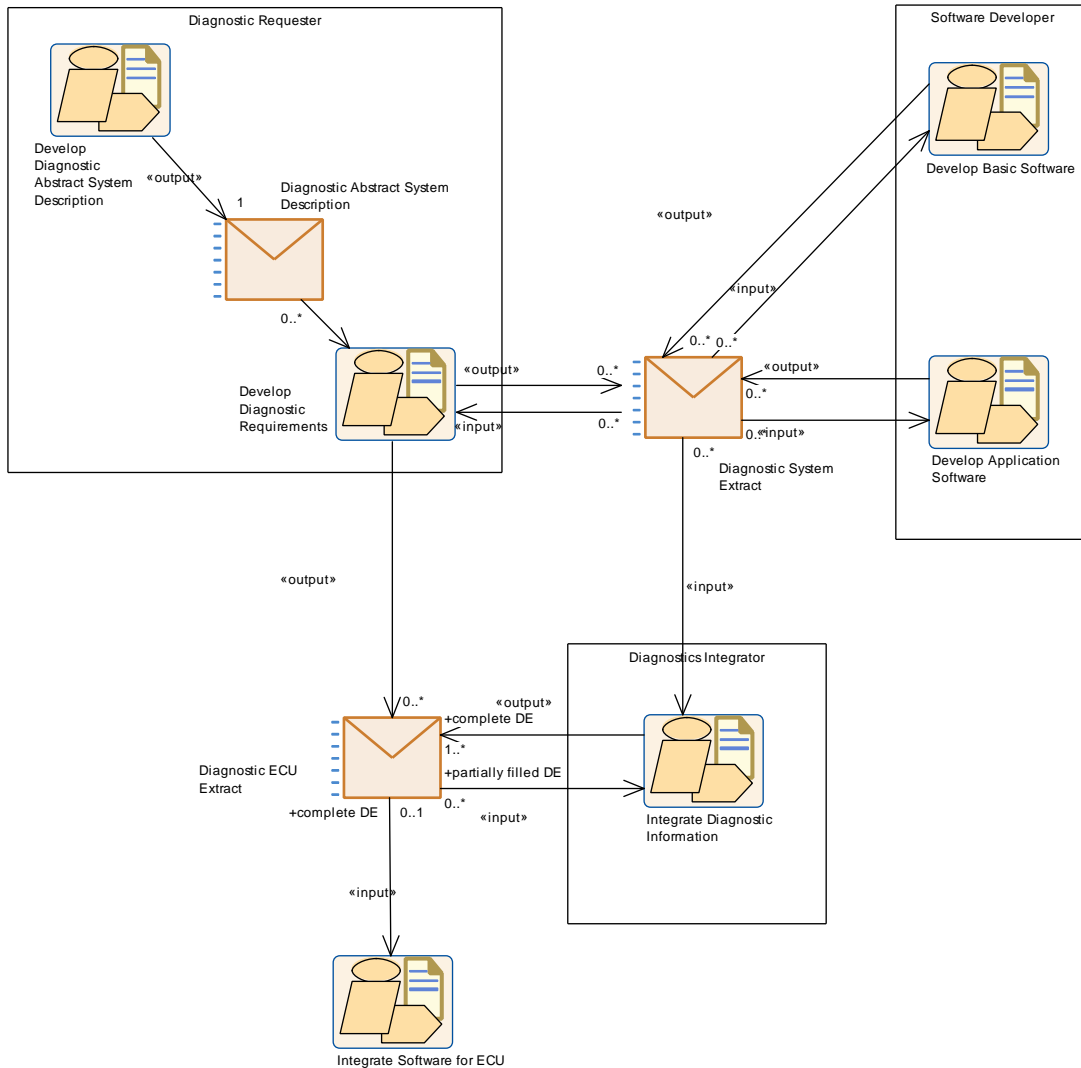 Diagnostic Requester
Software Developer
Develop
Diagnostic
Abstract System
Description
«output»
1
Diagnostic Abstract System
Description
0..*
Develop
Diagnostic
Requirements
«output»
0..*
«input»
0..*
Develop Basic Software
«output»
«input»
0..*
0..*
«output»
0..*
0..*
«input»
0..*
Diagnostic System
Extract
Develop Application
Software
«output»
«input»
Diagnostics Integrator
0..*
+complete DE
«output»
1..*
+partially filled DE
0..*
«input»
Diagnostic ECU
Extract
+complete DE
0..1
Integrate Diagnostic
Information
«input»
Integrate Software for ECU